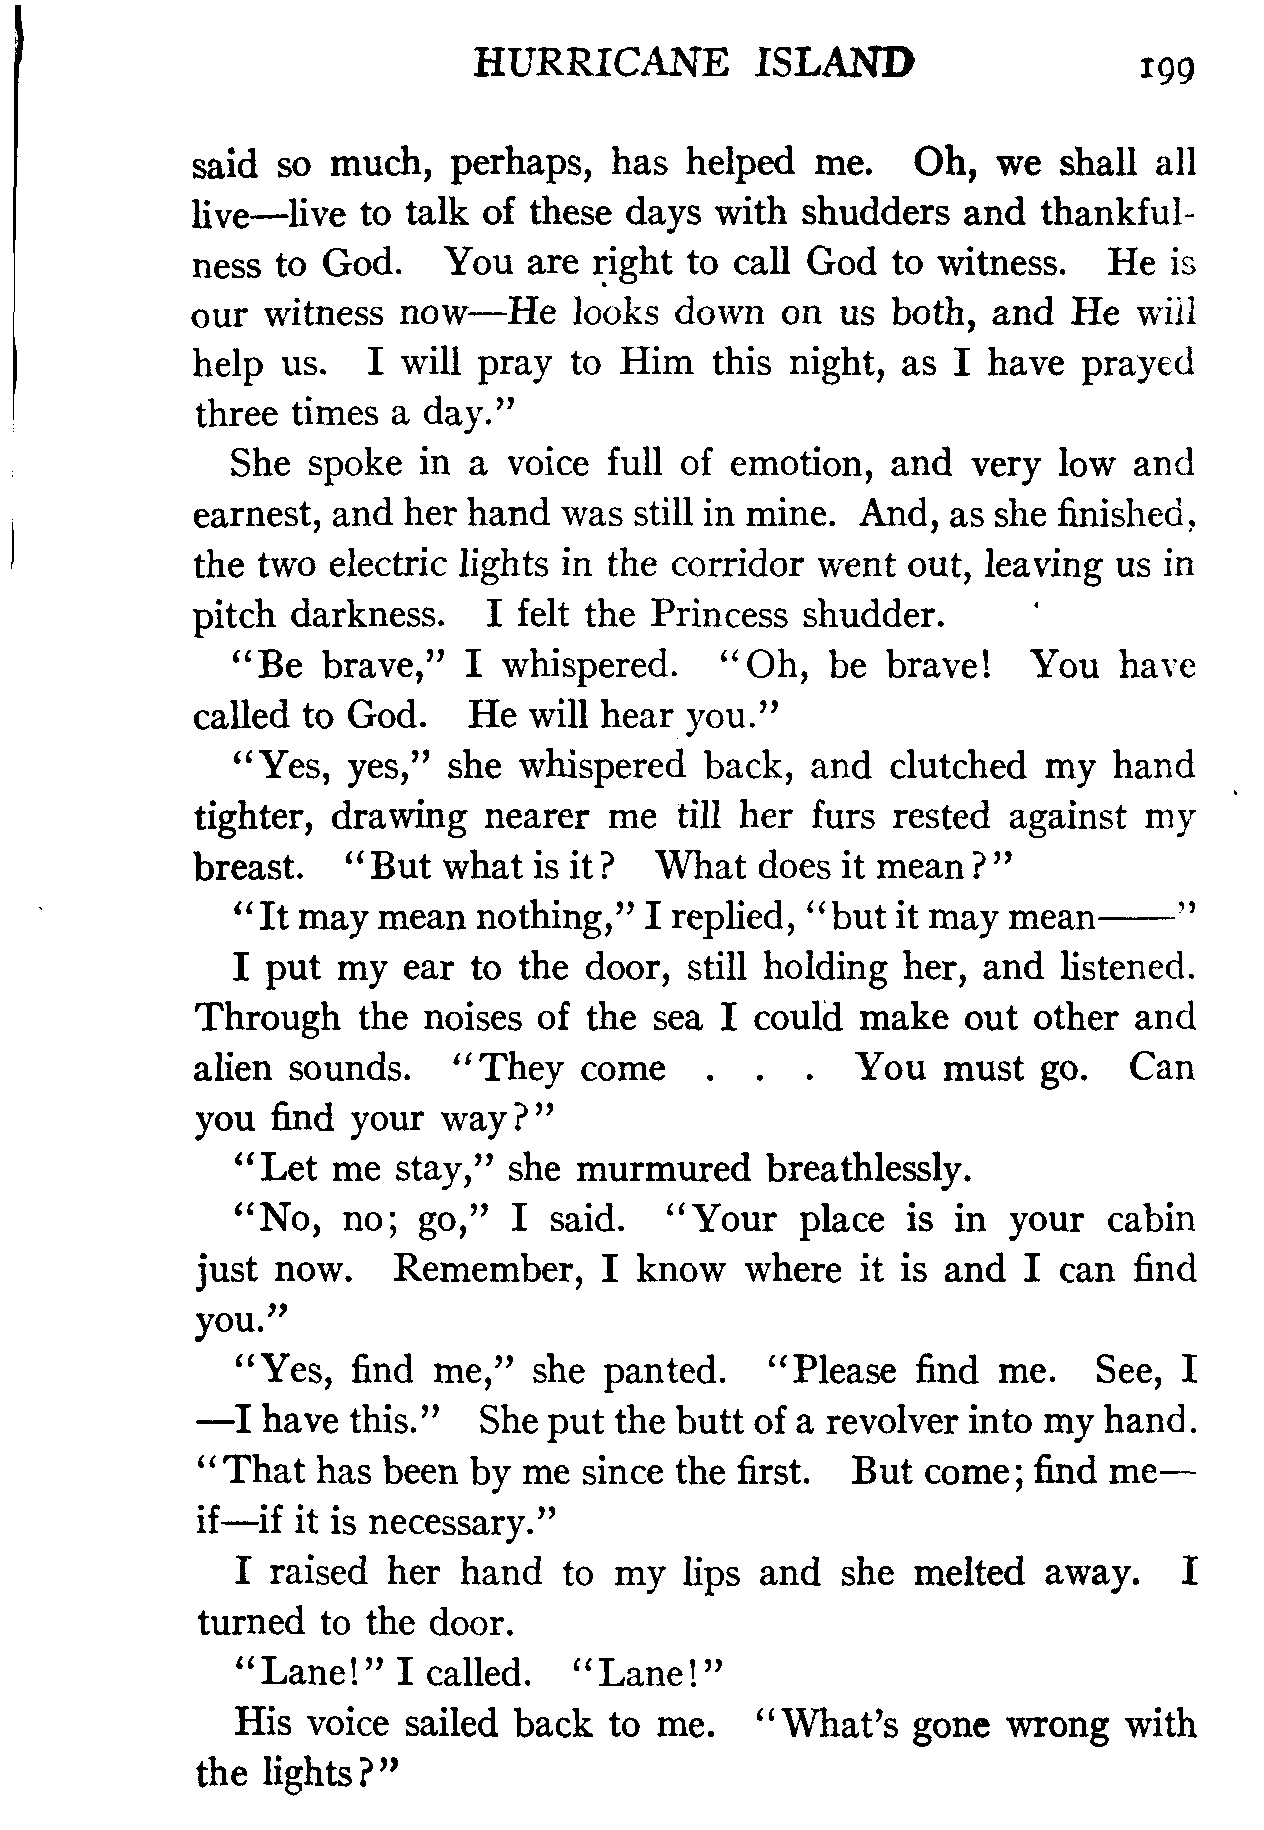 HURRICANE ISLAND 199
said so much, perhaps, has helped me. Oh, we shall all
live—live to talk of these days with shudders and thankful-
ness to God. You are right to call God to witness. He is
our witness now—He looks down on us both, and He will
help us. I will pray to Him this night, as I have prayed
three times a day.”
She spoke in a voice full of emotion, and very low and
earnest, and her hand was still in mine. And, as she finished,
the two electric lights in the corridor went out, leaving us in
pitch darkness. I felt the Princess shudder.
“Be brave,” I whispered. “Oh, be brave! You have
called to God. He will hear you.”
“Yes, yes,” she whispered back, and clutched my hand
tighter, drawing nearer me till her furs rested against my
breast. “But what is it? What does it mean?”
“It may mean nothing,” I replied, “but it may mean——”
I put my ear to the door, still holding her, and listened.
Through the noises of the sea I could make out other and
alien sounds. “They come . . . You must go. Can
you find your way?”
“Let me stay,” she murmured breathlessly.
“No, no; go,” I said. “Your place is in your cabin
just now. Remember, I know where it is and I can find
you.”
“Yes, find me,” she panted. “Please find me. See, I
—I have this.” She put the butt of a revolver into my hand.
“That has been by me since the first. But come; find me—
if—if it is necessary.”
I raised her hand to my lips and she melted away. I
turned to the door.
“Lane!” I called. “Lane!”
His voice sailed back to me. “What’s gone wrong with
the lights?”